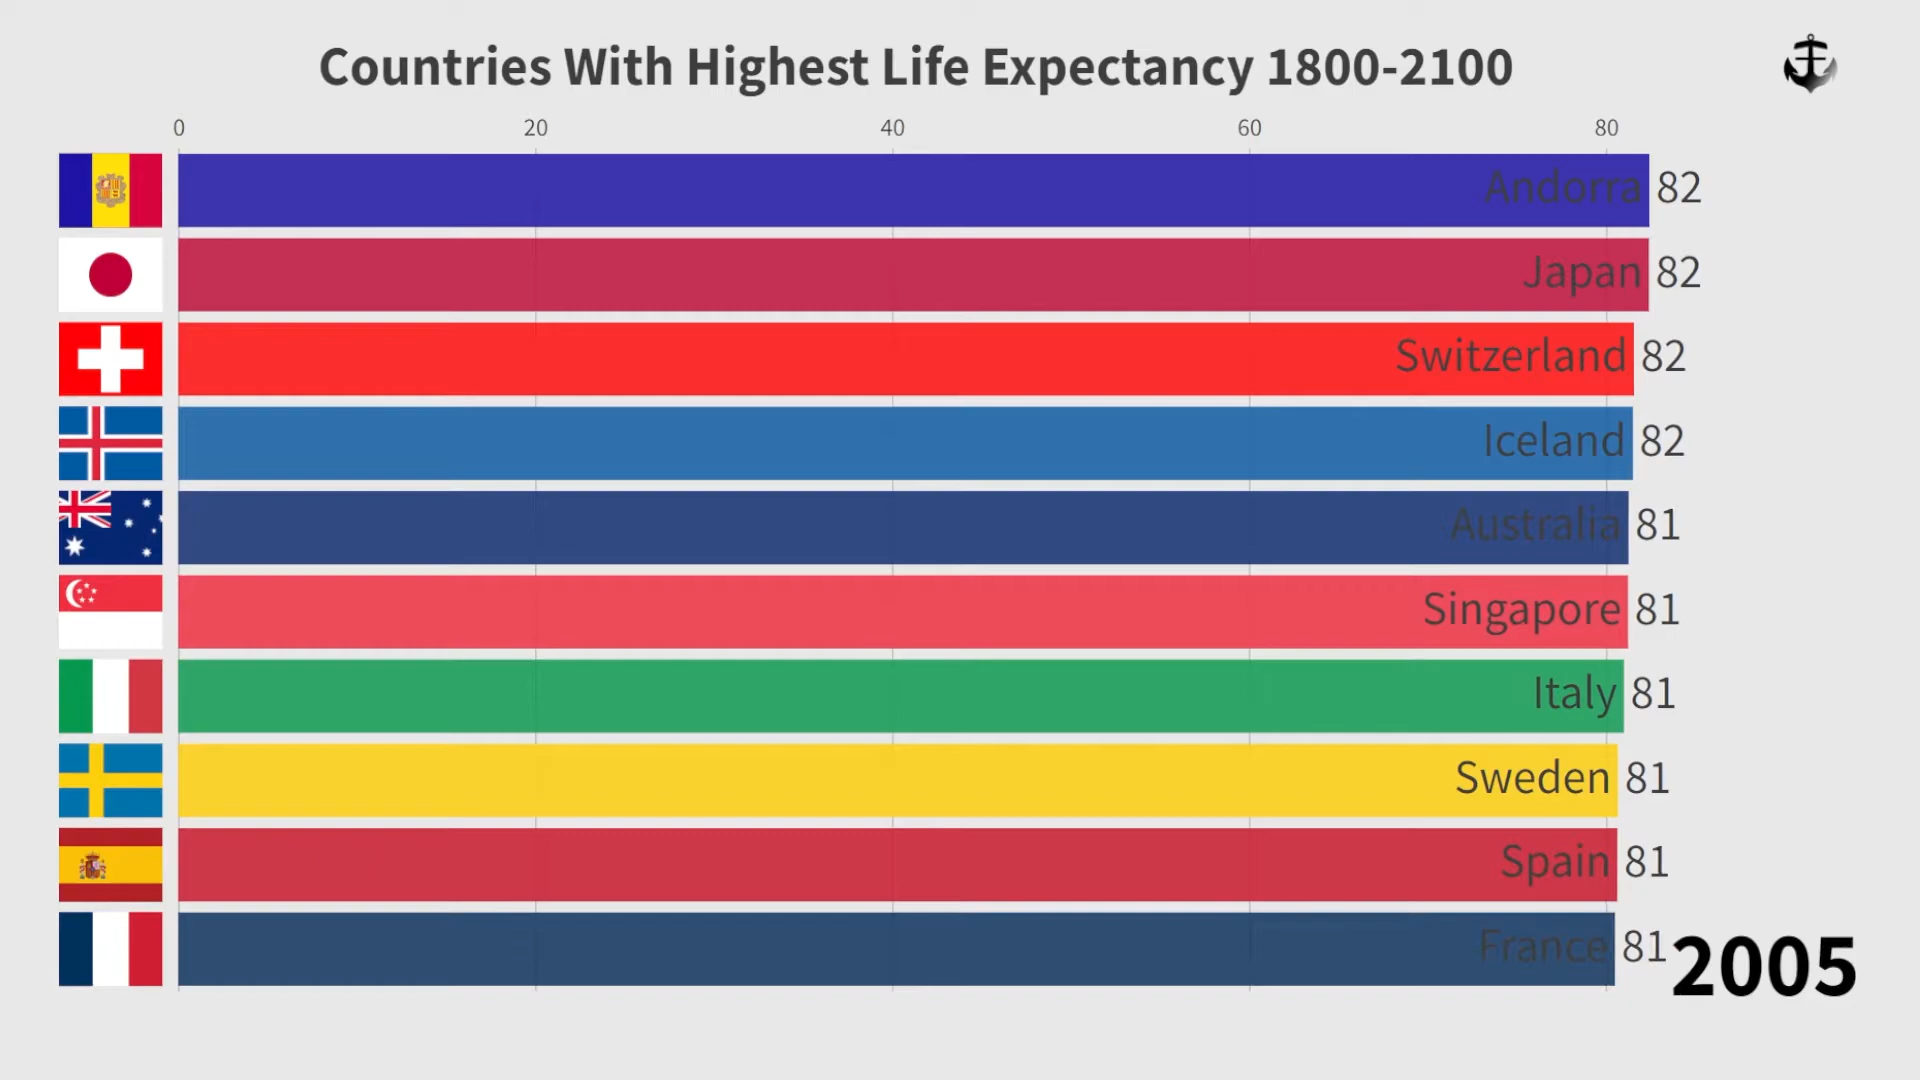 Countries With Highest Life Expectancy 1800-2100
0 20 40 60 80
Andorra 82
Japan 82
Switzerland 82
Iceland 82
Australia 81
Singapore 81
Italy 81
Sweden 81
Spain 81
France 81
2005